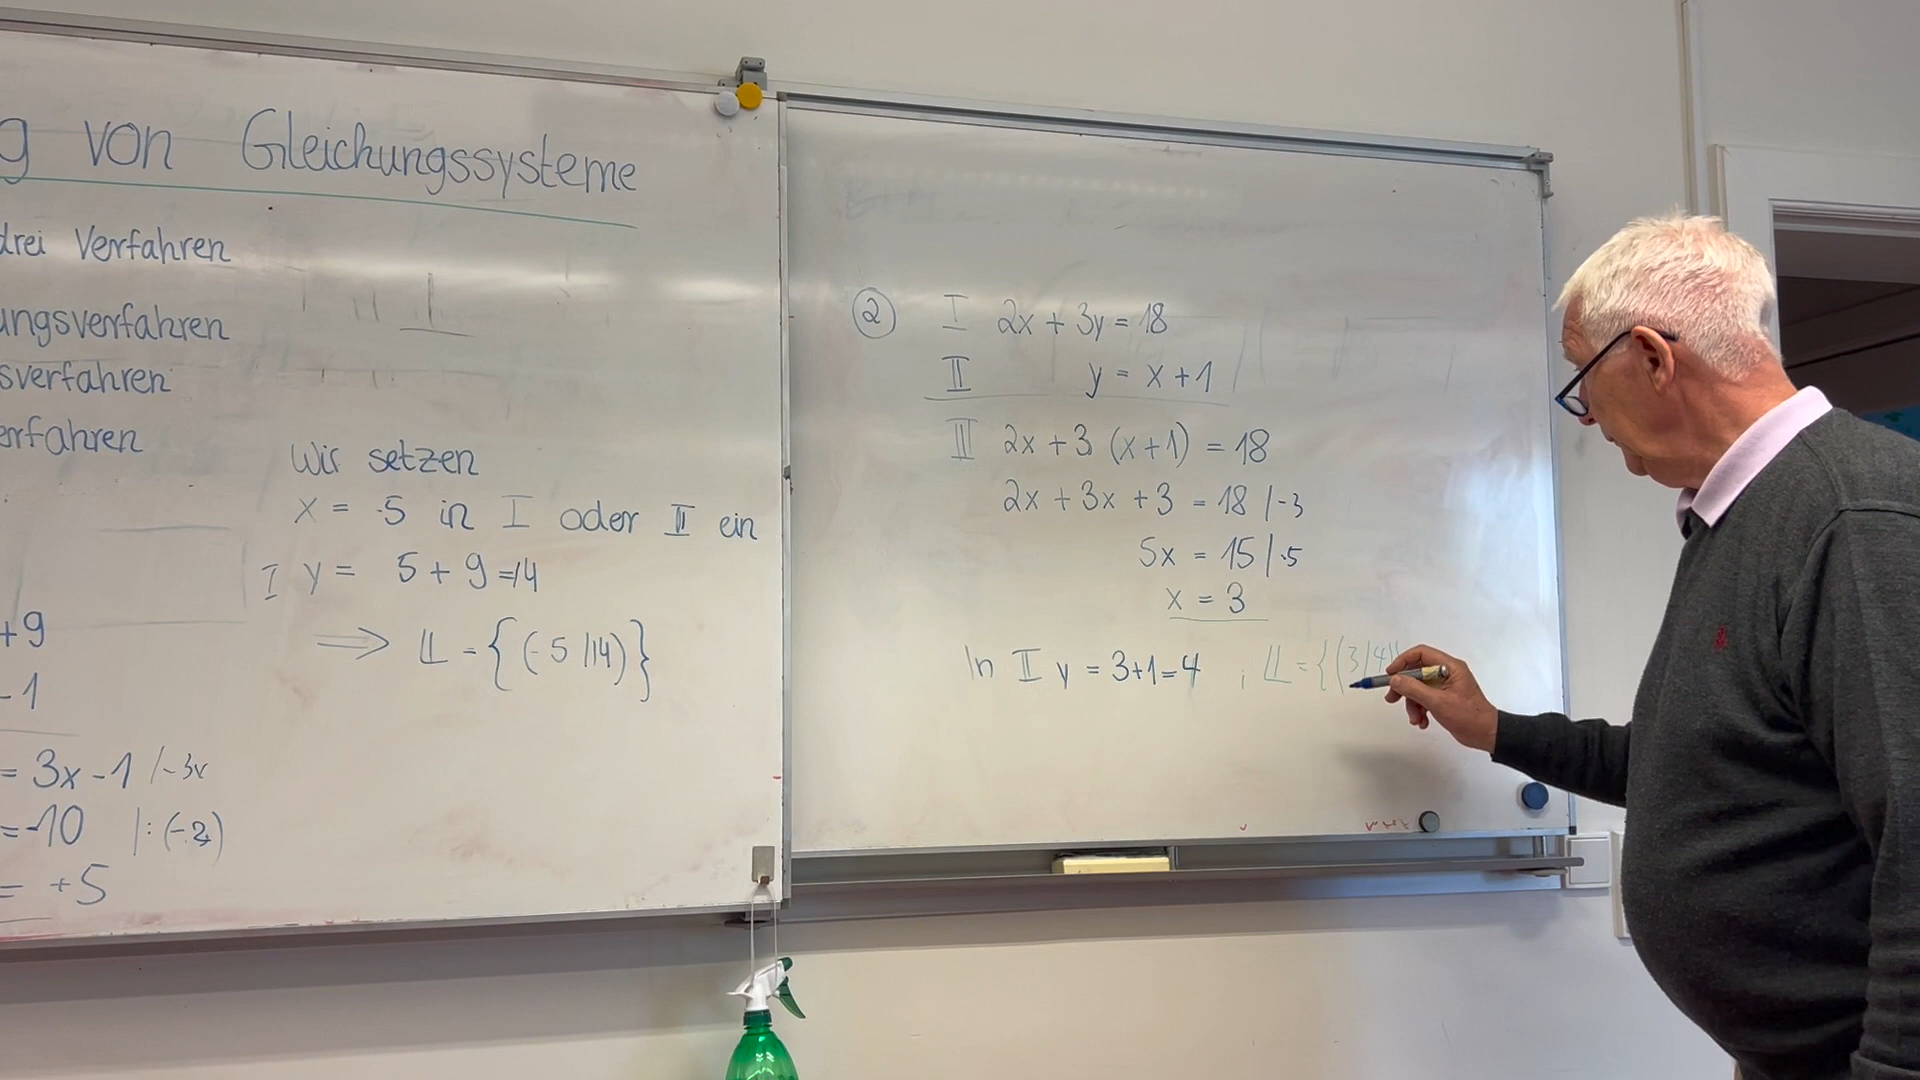 g von Gleichungssysteme
drei Verfahren
ungsverfahren
sverfahren
erfahren
+9
-1
= 3x-1 /-3x
=-10 |:(-2)
= +5
Wir setzen
x = 5 in I oder II ein
I y = 5+9=14
⇒ 𝕃 = {(-5/14)}
② I 2x+3y=18
II y = x+1
III 2x+3(x+1)=18
2x+3x+3=18 /-3
5x = 15 /:5
x = 3
In II y = 3+1=4 ; 𝕃 = {(3/4)